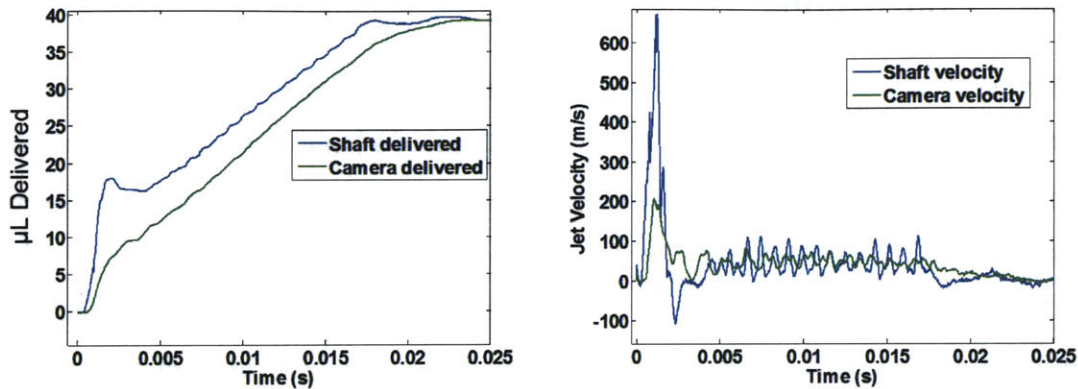 µL Delivered
40
35
30
25
20
15
10
5
0
Shaft delivered
Camera delivered
0 0.005 0.01 0.015 0.02 0.025
Time (s)
Jet Velocity (m/s)
600
500
400
300
200
100
0
-100
Shaft velocity
Camera velocity
0 0.005 0.01 0.015 0.02 0.025
Time (s)